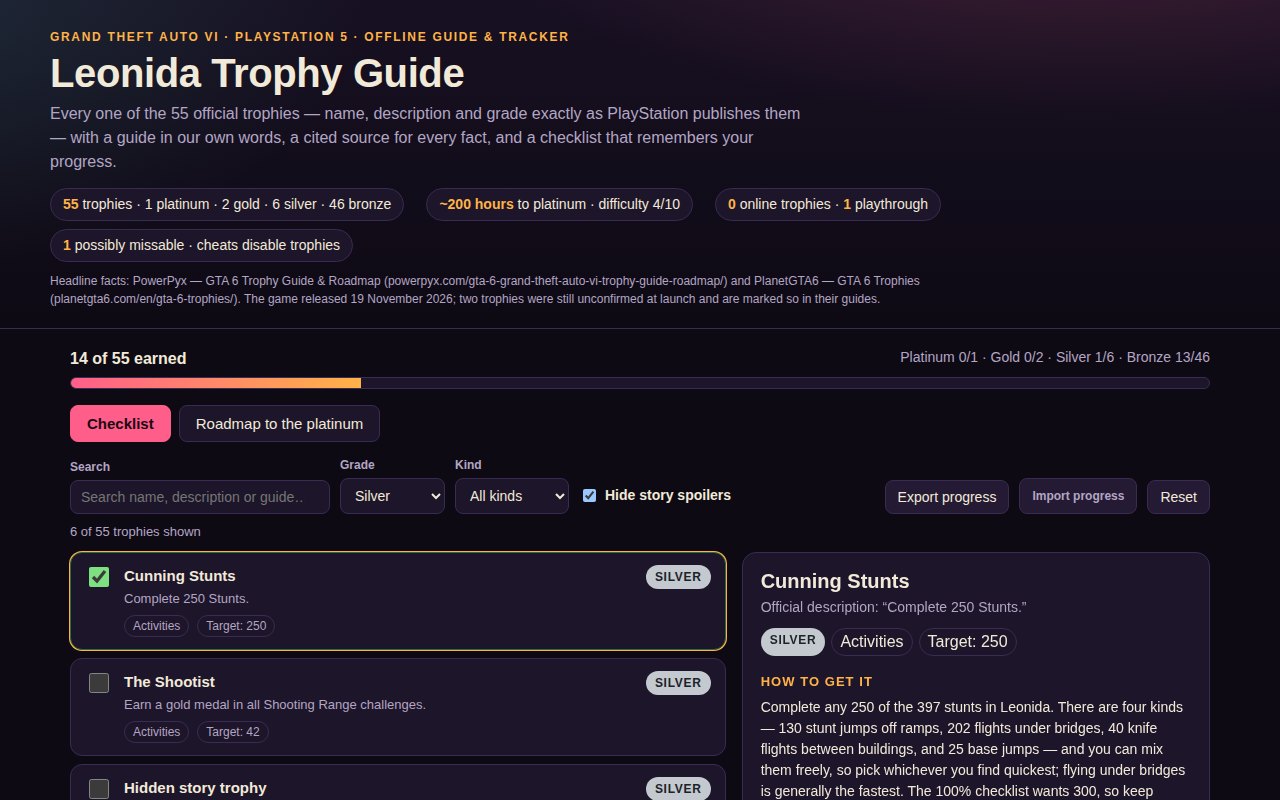 GRAND THEFT AUTO VI · PLAYSTATION 5 · OFFLINE GUIDE & TRACKER
Leonida Trophy Guide
Every one of the 55 official trophies — name, description and grade exactly as PlayStation publishes them
— with a guide in our own words, a cited source for every fact, and a checklist that remembers your
progress.
55 trophies · 1 platinum · 2 gold · 6 silver · 46 bronze
~200 hours to platinum · difficulty 4/10
0 online trophies · 1 playthrough
1 possibly missable · cheats disable trophies
Headline facts: PowerPyx — GTA 6 Trophy Guide & Roadmap (powerpyx.com/gta-6-grand-theft-auto-vi-trophy-guide-roadmap/) and PlanetGTA6 — GTA 6 Trophies
(planetgta6.com/en/gta-6-trophies/). The game released 19 November 2026; two trophies were still unconfirmed at launch and are marked so in their guides.
14 of 55 earned
Platinum 0/1 · Gold 0/2 · Silver 1/6 · Bronze 13/46
Checklist
Roadmap to the platinum
Search
Grade
Kind
Search name, description or guide…
Silver
All kinds
Hide story spoilers
Export progress
Import progress
Reset
6 of 55 trophies shown
Cunning Stunts
SILVER
Complete 250 Stunts.
Activities
Target: 250
The Shootist
SILVER
Earn a gold medal in all Shooting Range challenges.
Activities
Target: 42
Hidden story trophy
SILVER
Cunning Stunts
Official description: “Complete 250 Stunts.”
SILVER
Activities
Target: 250
HOW TO GET IT
Complete any 250 of the 397 stunts in Leonida. There are four kinds
— 130 stunt jumps off ramps, 202 flights under bridges, 40 knife
flights between buildings, and 25 base jumps — and you can mix
them freely, so pick whichever you find quickest; flying under bridges
is generally the fastest. The 100% checklist wants 300, so keep